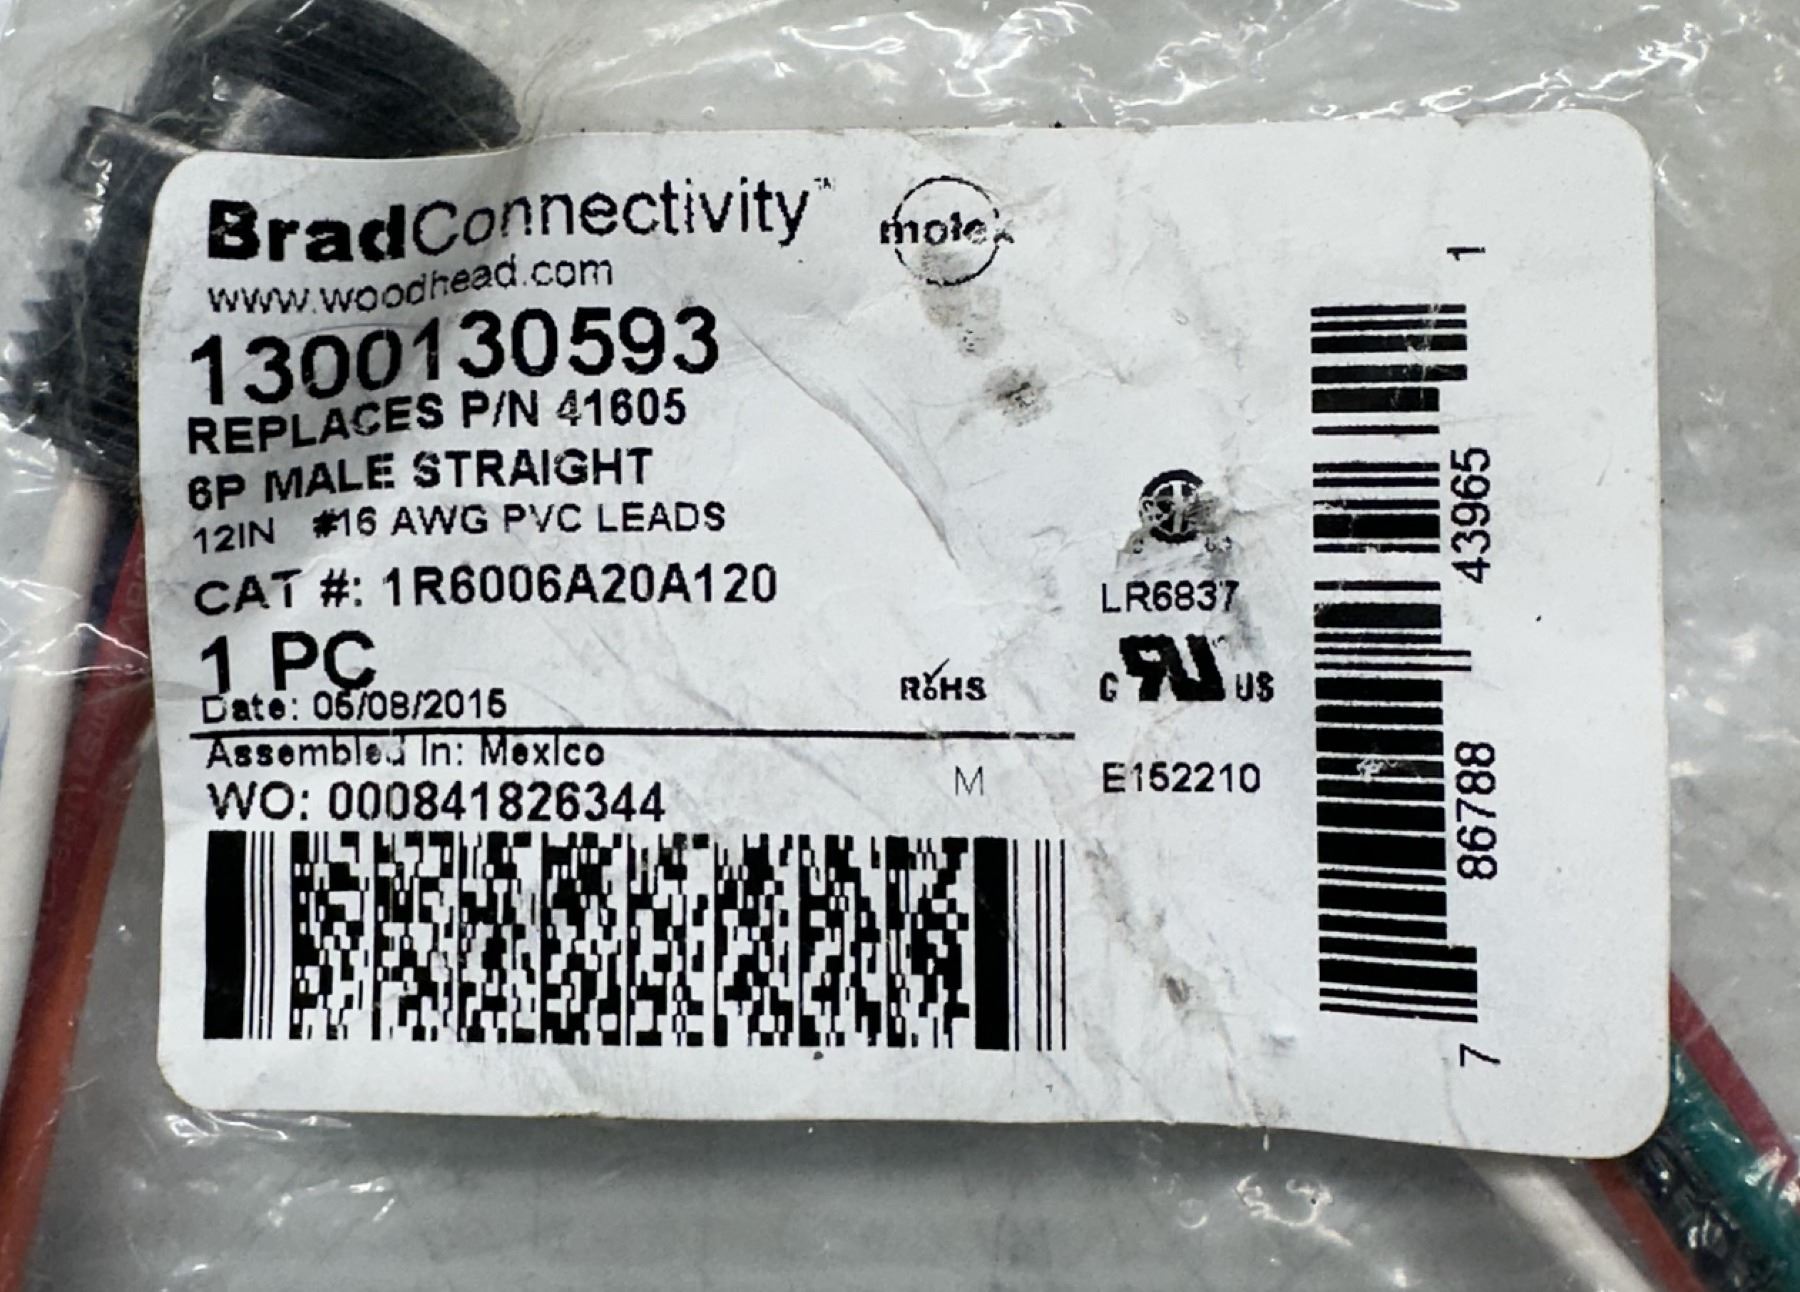 BradConnectivity™
molex
www.woodhead.com
1300130593
REPLACES P/N 41605
6P MALE STRAIGHT
12IN #16 AWG PVC LEADS
CAT #: 1R6006A20A120
1 PC
RoHS
Date: 05/08/2015
Assembled In: Mexico
WO: 000841826344
M
LR6837
C US
E152210
7 86788 43965 1